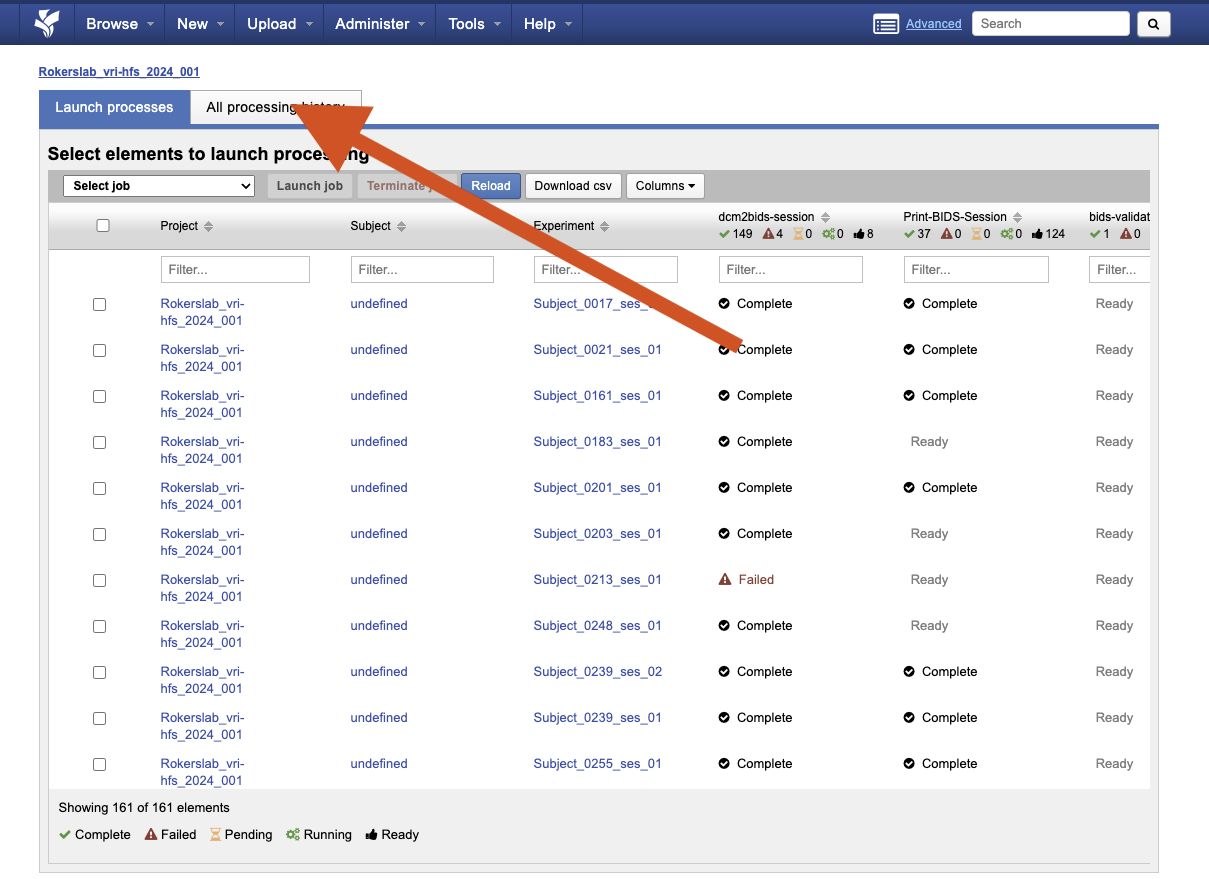 Browse New Upload Administer Tools Help Advanced Search
Rokerslab_vri-hfs_2024_001
Launch processes All processing history
Select elements to launch processing
Select job Launch job Terminate Reload Download csv Columns
Project Subject Experiment dcm2bids-session Print-BIDS-Session bids-validat
149 4 0 0 8 37 0 0 0 124 1 0
Filter... Filter... Filter... Filter... Filter... Filter...
Rokerslab_vri- undefined Subject_0017_ses_ Complete Complete Ready
hfs_2024_001
Rokerslab_vri- undefined Subject_0021_ses_01 Complete Complete Ready
hfs_2024_001
Rokerslab_vri- undefined Subject_0161_ses_01 Complete Complete Ready
hfs_2024_001
Rokerslab_vri- undefined Subject_0183_ses_01 Complete Ready Ready
hfs_2024_001
Rokerslab_vri- undefined Subject_0201_ses_01 Complete Complete Ready
hfs_2024_001
Rokerslab_vri- undefined Subject_0203_ses_01 Complete Ready Ready
hfs_2024_001
Rokerslab_vri- undefined Subject_0213_ses_01 Failed Ready Ready
hfs_2024_001
Rokerslab_vri- undefined Subject_0248_ses_01 Complete Ready Ready
hfs_2024_001
Rokerslab_vri- undefined Subject_0239_ses_02 Complete Complete Ready
hfs_2024_001
Rokerslab_vri- undefined Subject_0239_ses_01 Complete Complete Ready
hfs_2024_001
Rokerslab_vri- undefined Subject_0255_ses_01 Complete Complete Ready
hfs_2024_001
Showing 161 of 161 elements
Complete Failed Pending Running Ready